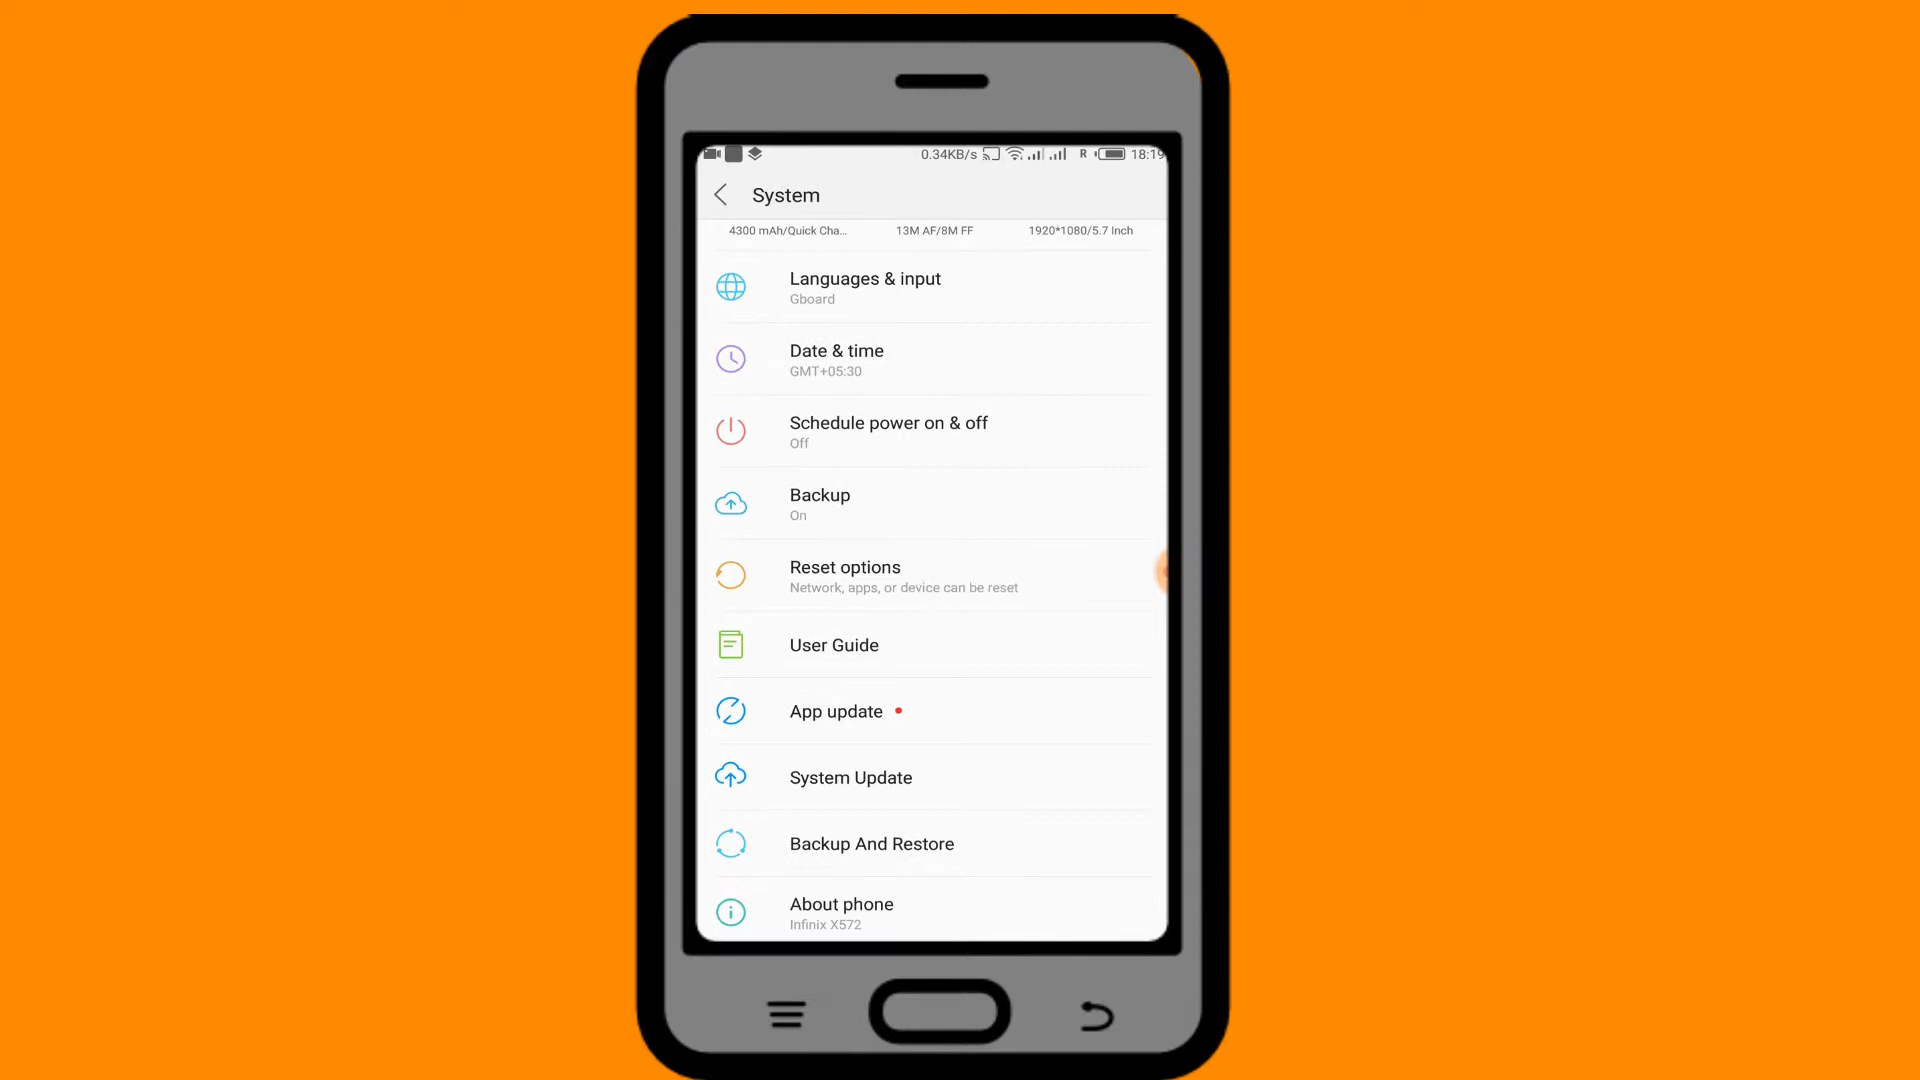 0.34KB/s R 18:19
System
4300 mAh/Quick Cha... 13M AF/8M FF 1920*1080/5.7 Inch
Languages & input
Gboard
Date & time
GMT+05:30
Schedule power on & off
Off
Backup
On
Reset options
Network, apps, or device can be reset
User Guide
App update
System Update
Backup And Restore
About phone
Infinix X572